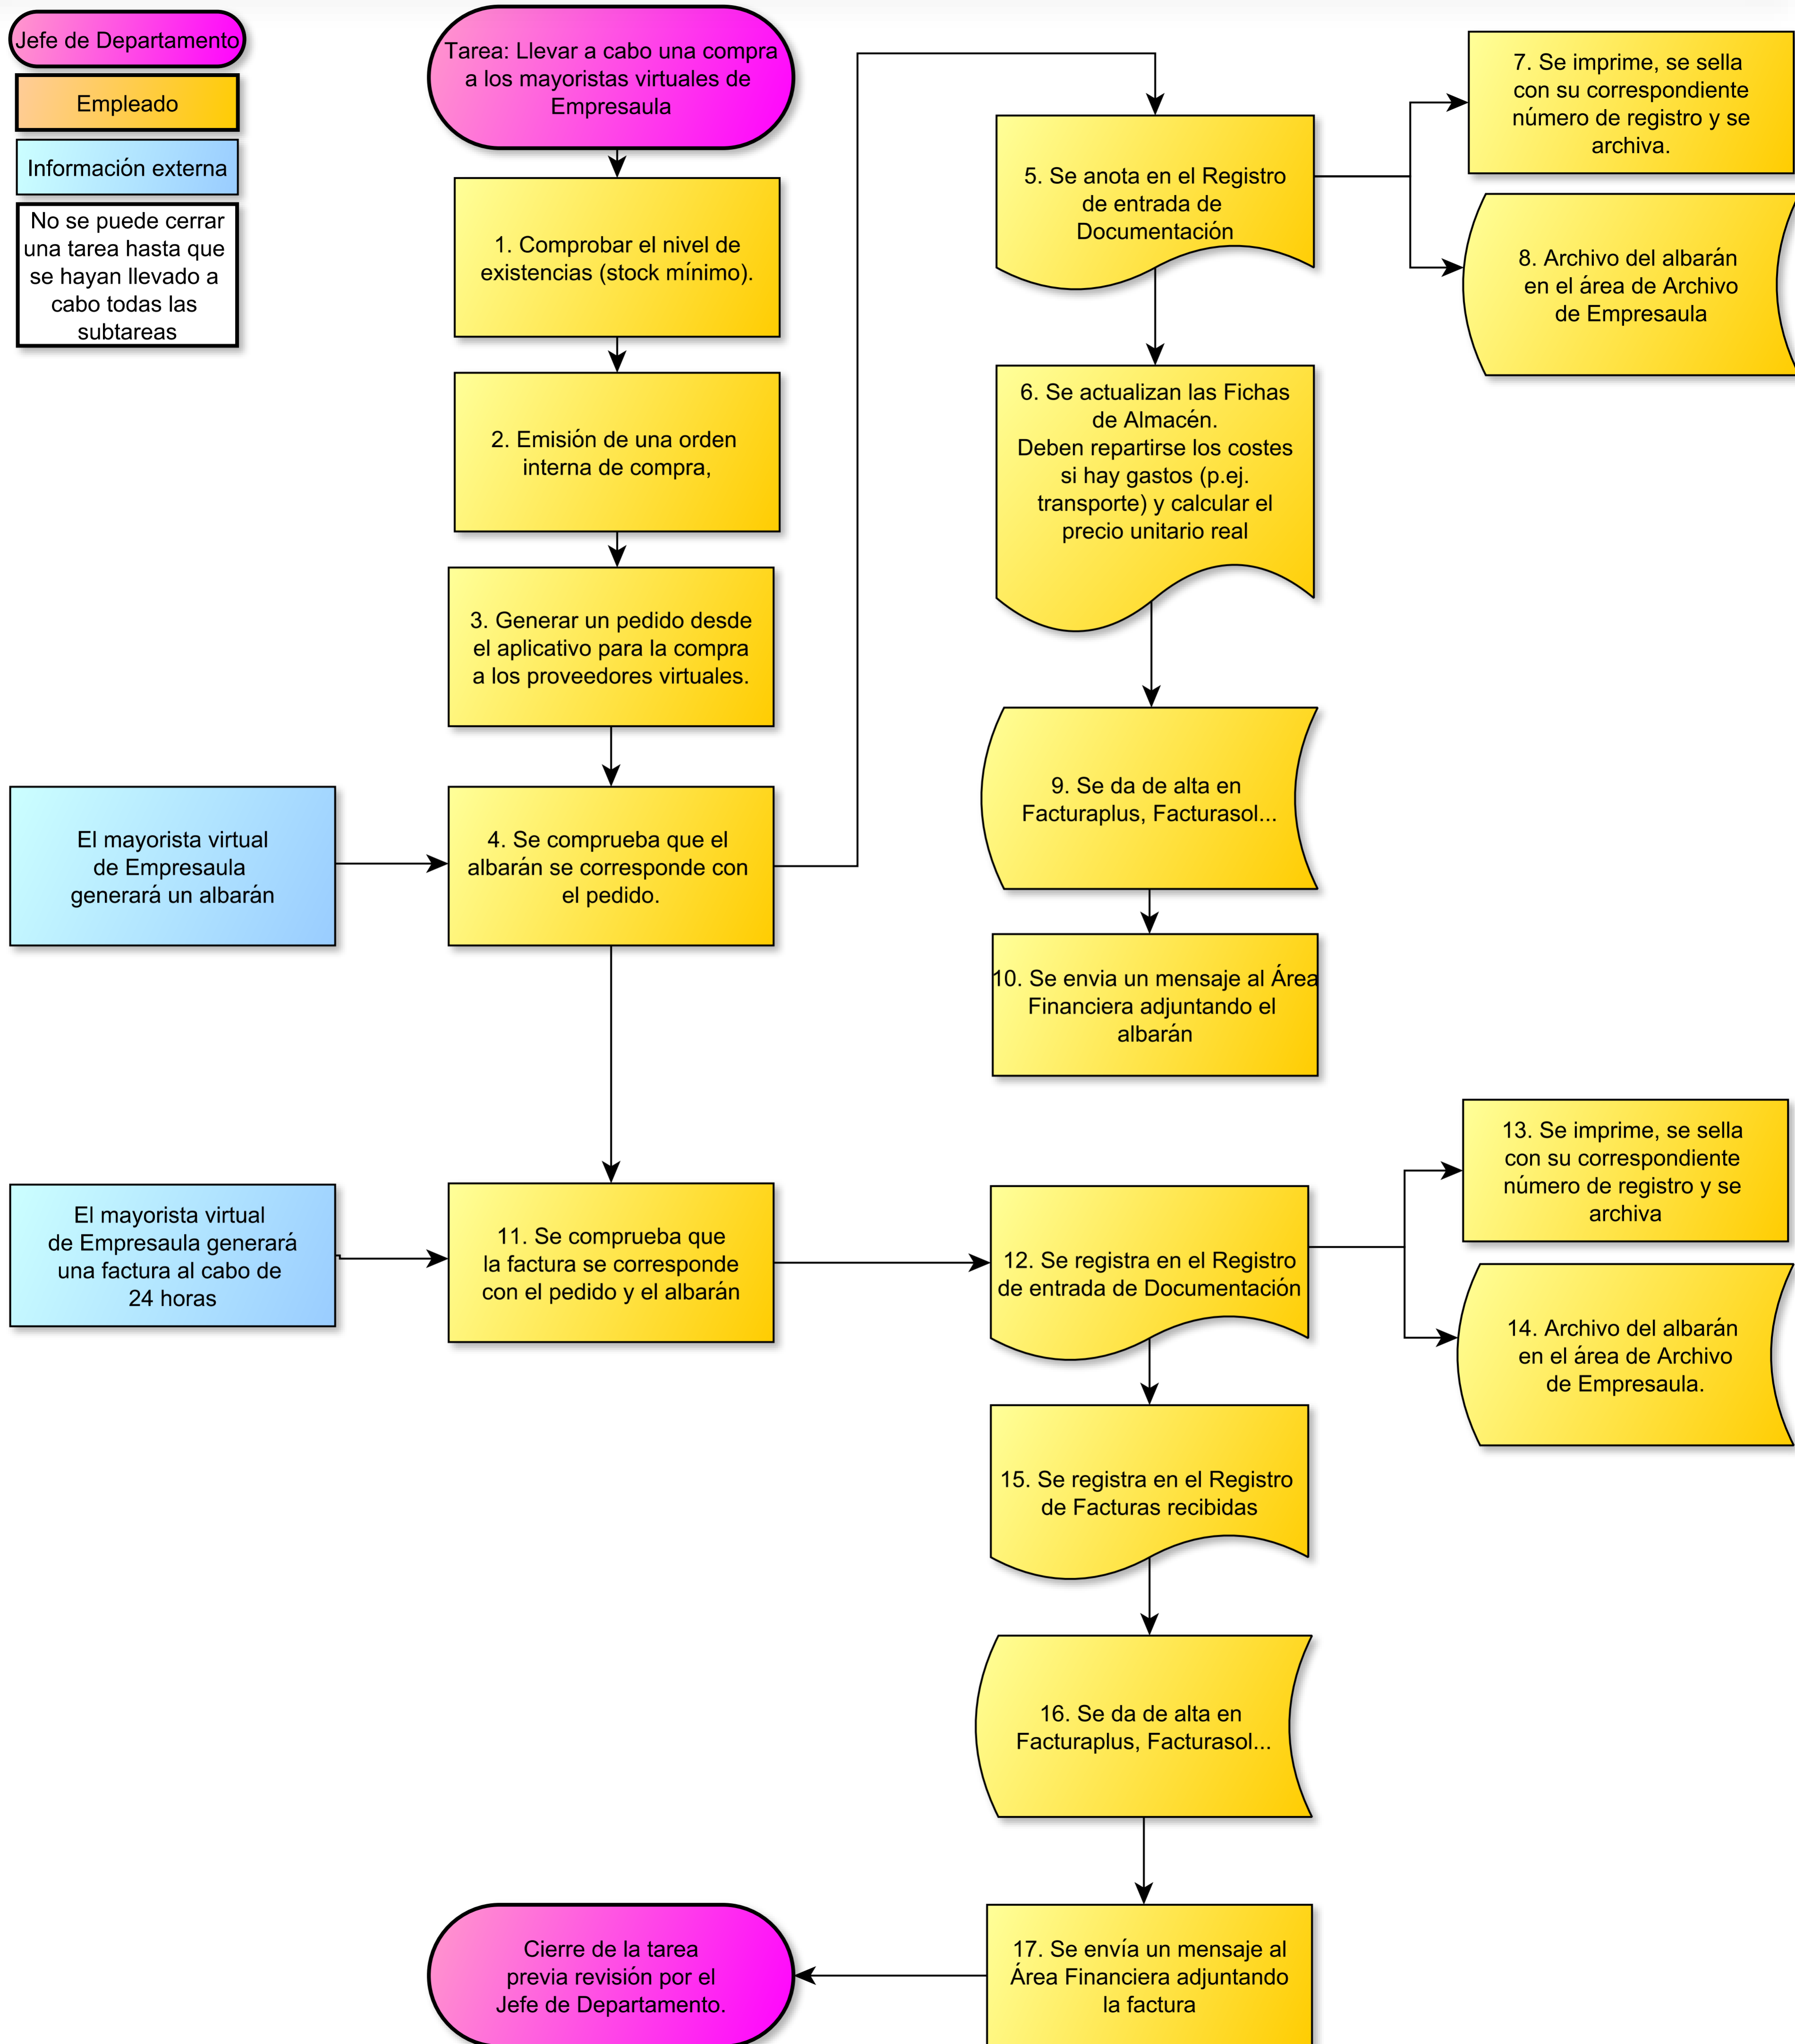 Jefe de Departamento
Empleado
Información externa
No se puede cerrar
una tarea hasta que
se hayan llevado a
cabo todas las
subtareas
Tarea: Llevar a cabo una compra
a los mayoristas virtuales de
Empresaula
1. Comprobar el nivel de
existencias (stock mínimo).
2. Emisión de una orden
interna de compra,
3. Generar un pedido desde
el aplicativo para la compra
a los proveedores virtuales.
El mayorista virtual
de Empresaula
generará un albarán
4. Se comprueba que el
albarán se corresponde con
el pedido.
5. Se anota en el Registro
de entrada de
Documentación
6. Se actualizan las Fichas
de Almacén.
Deben repartirse los costes
si hay gastos (p.ej.
transporte) y calcular el
precio unitario real
7. Se imprime, se sella
con su correspondiente
número de registro y se
archiva.
8. Archivo del albarán
en el área de Archivo
de Empresaula
9. Se da de alta en
Facturaplus, Facturasol...
10. Se envia un mensaje al Área
Financiera adjuntando el
albarán
El mayorista virtual
de Empresaula generará
una factura al cabo de
24 horas
11. Se comprueba que
la factura se corresponde
con el pedido y el albarán
12. Se registra en el Registro
de entrada de Documentación
13. Se imprime, se sella
con su correspondiente
número de registro y se
archiva
14. Archivo del albarán
en el área de Archivo
de Empresaula.
15. Se registra en el Registro
de Facturas recibidas
16. Se da de alta en
Facturaplus, Facturasol...
17. Se envía un mensaje al
Área Financiera adjuntando
la factura
Cierre de la tarea
previa revisión por el
Jefe de Departamento.